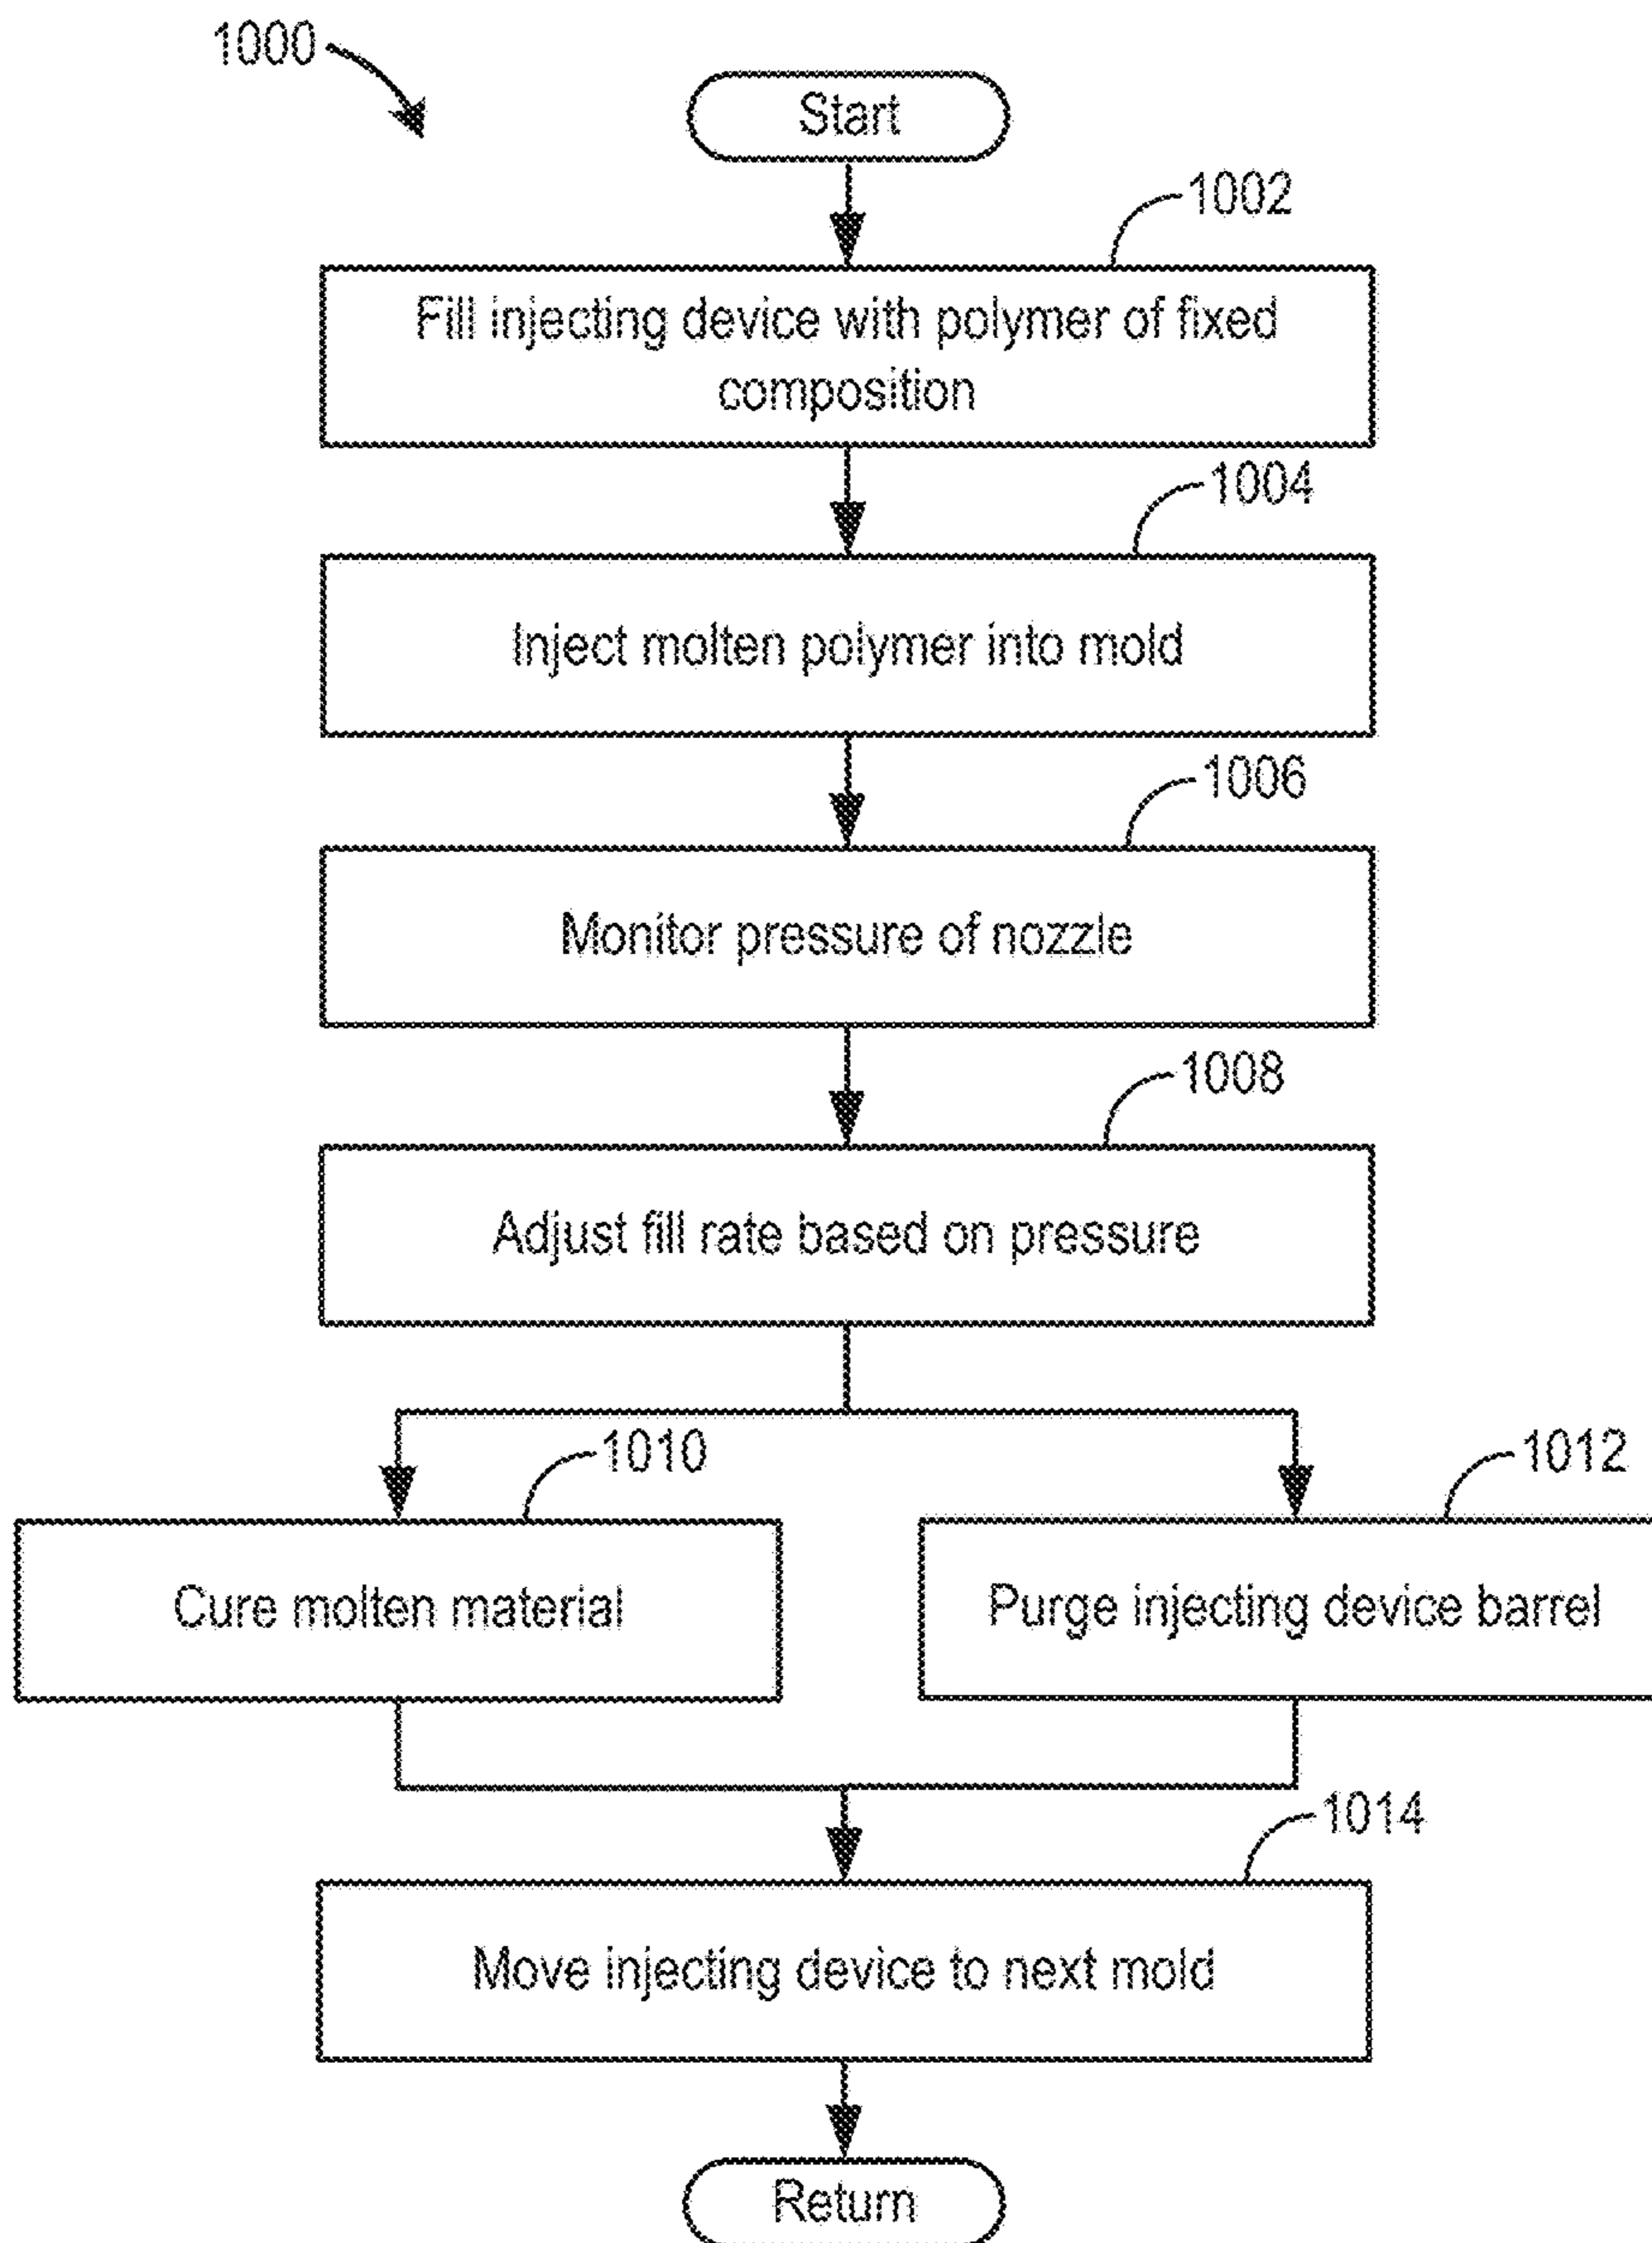 1000
Start
1002
Fill injecting device with polymer of fixed
composition
1004
Inject molten polymer into mold
1006
Monitor pressure of nozzle
1008
Adjust fill rate based on pressure
1010
1012
Cure molten material
Purge injecting device barrel
1014
Move injecting device to next mold
Return